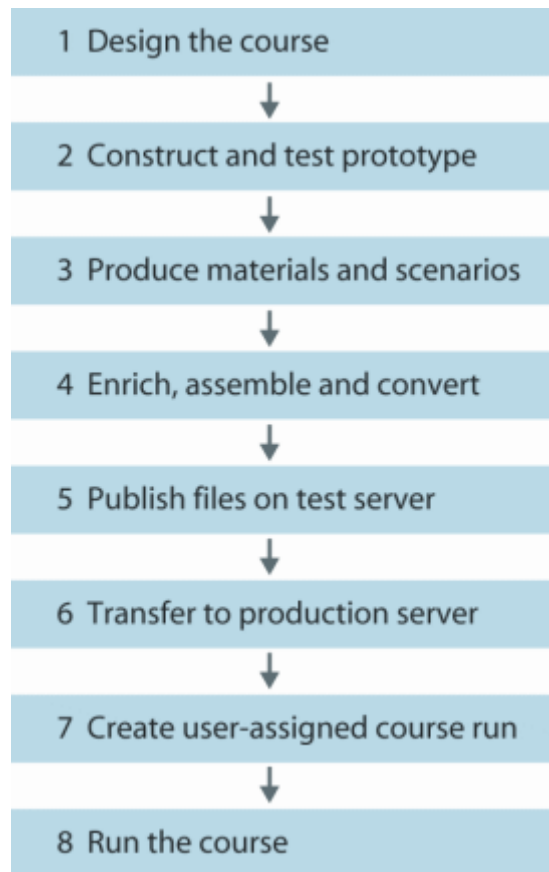 1 Design the course
2 Construct and test prototype
3 Produce materials and scenarios
4 Enrich, assemble and convert
5 Publish files on test server
6 Transfer to production server
7 Create user-assigned course run
8 Run the course